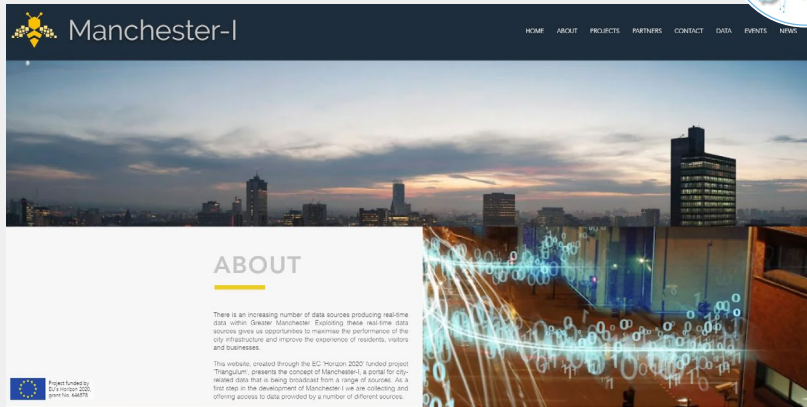 Manchester-I
HOME ABOUT PROJECTS PARTNERS CONTACT DATA EVENTS NEWS
ABOUT
There is an increasing number of data sources producing real-time
data within Greater Manchester. Exploiting these real-time data
sources gives us opportunities to maximise the performance of the
city infrastructure and improve the experience of residents, visitors
and businesses.
This website, created through the EC 'Horizon 2020' funded project
'Triangulum', presents the concept of Manchester-I, a portal for city-
related data that is being broadcast from a range of sources. As a
first step in the development of Manchester-I we are collecting and
offering access to data provided by a number of different sources.
Project funded by
EU's Horizon 2020,
grant No. 646578